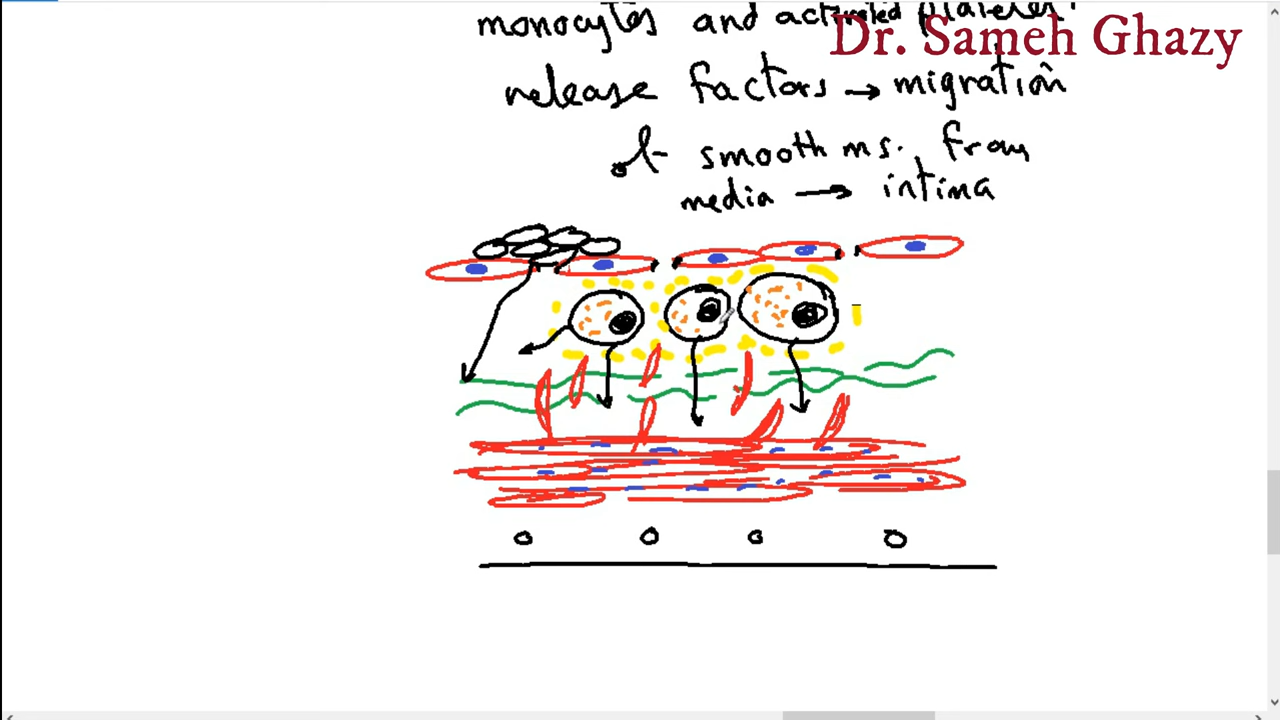 monocytes and activated platelets
Dr. Sameh Ghazy
release factors → migration
of smooth ms. from
media → intima